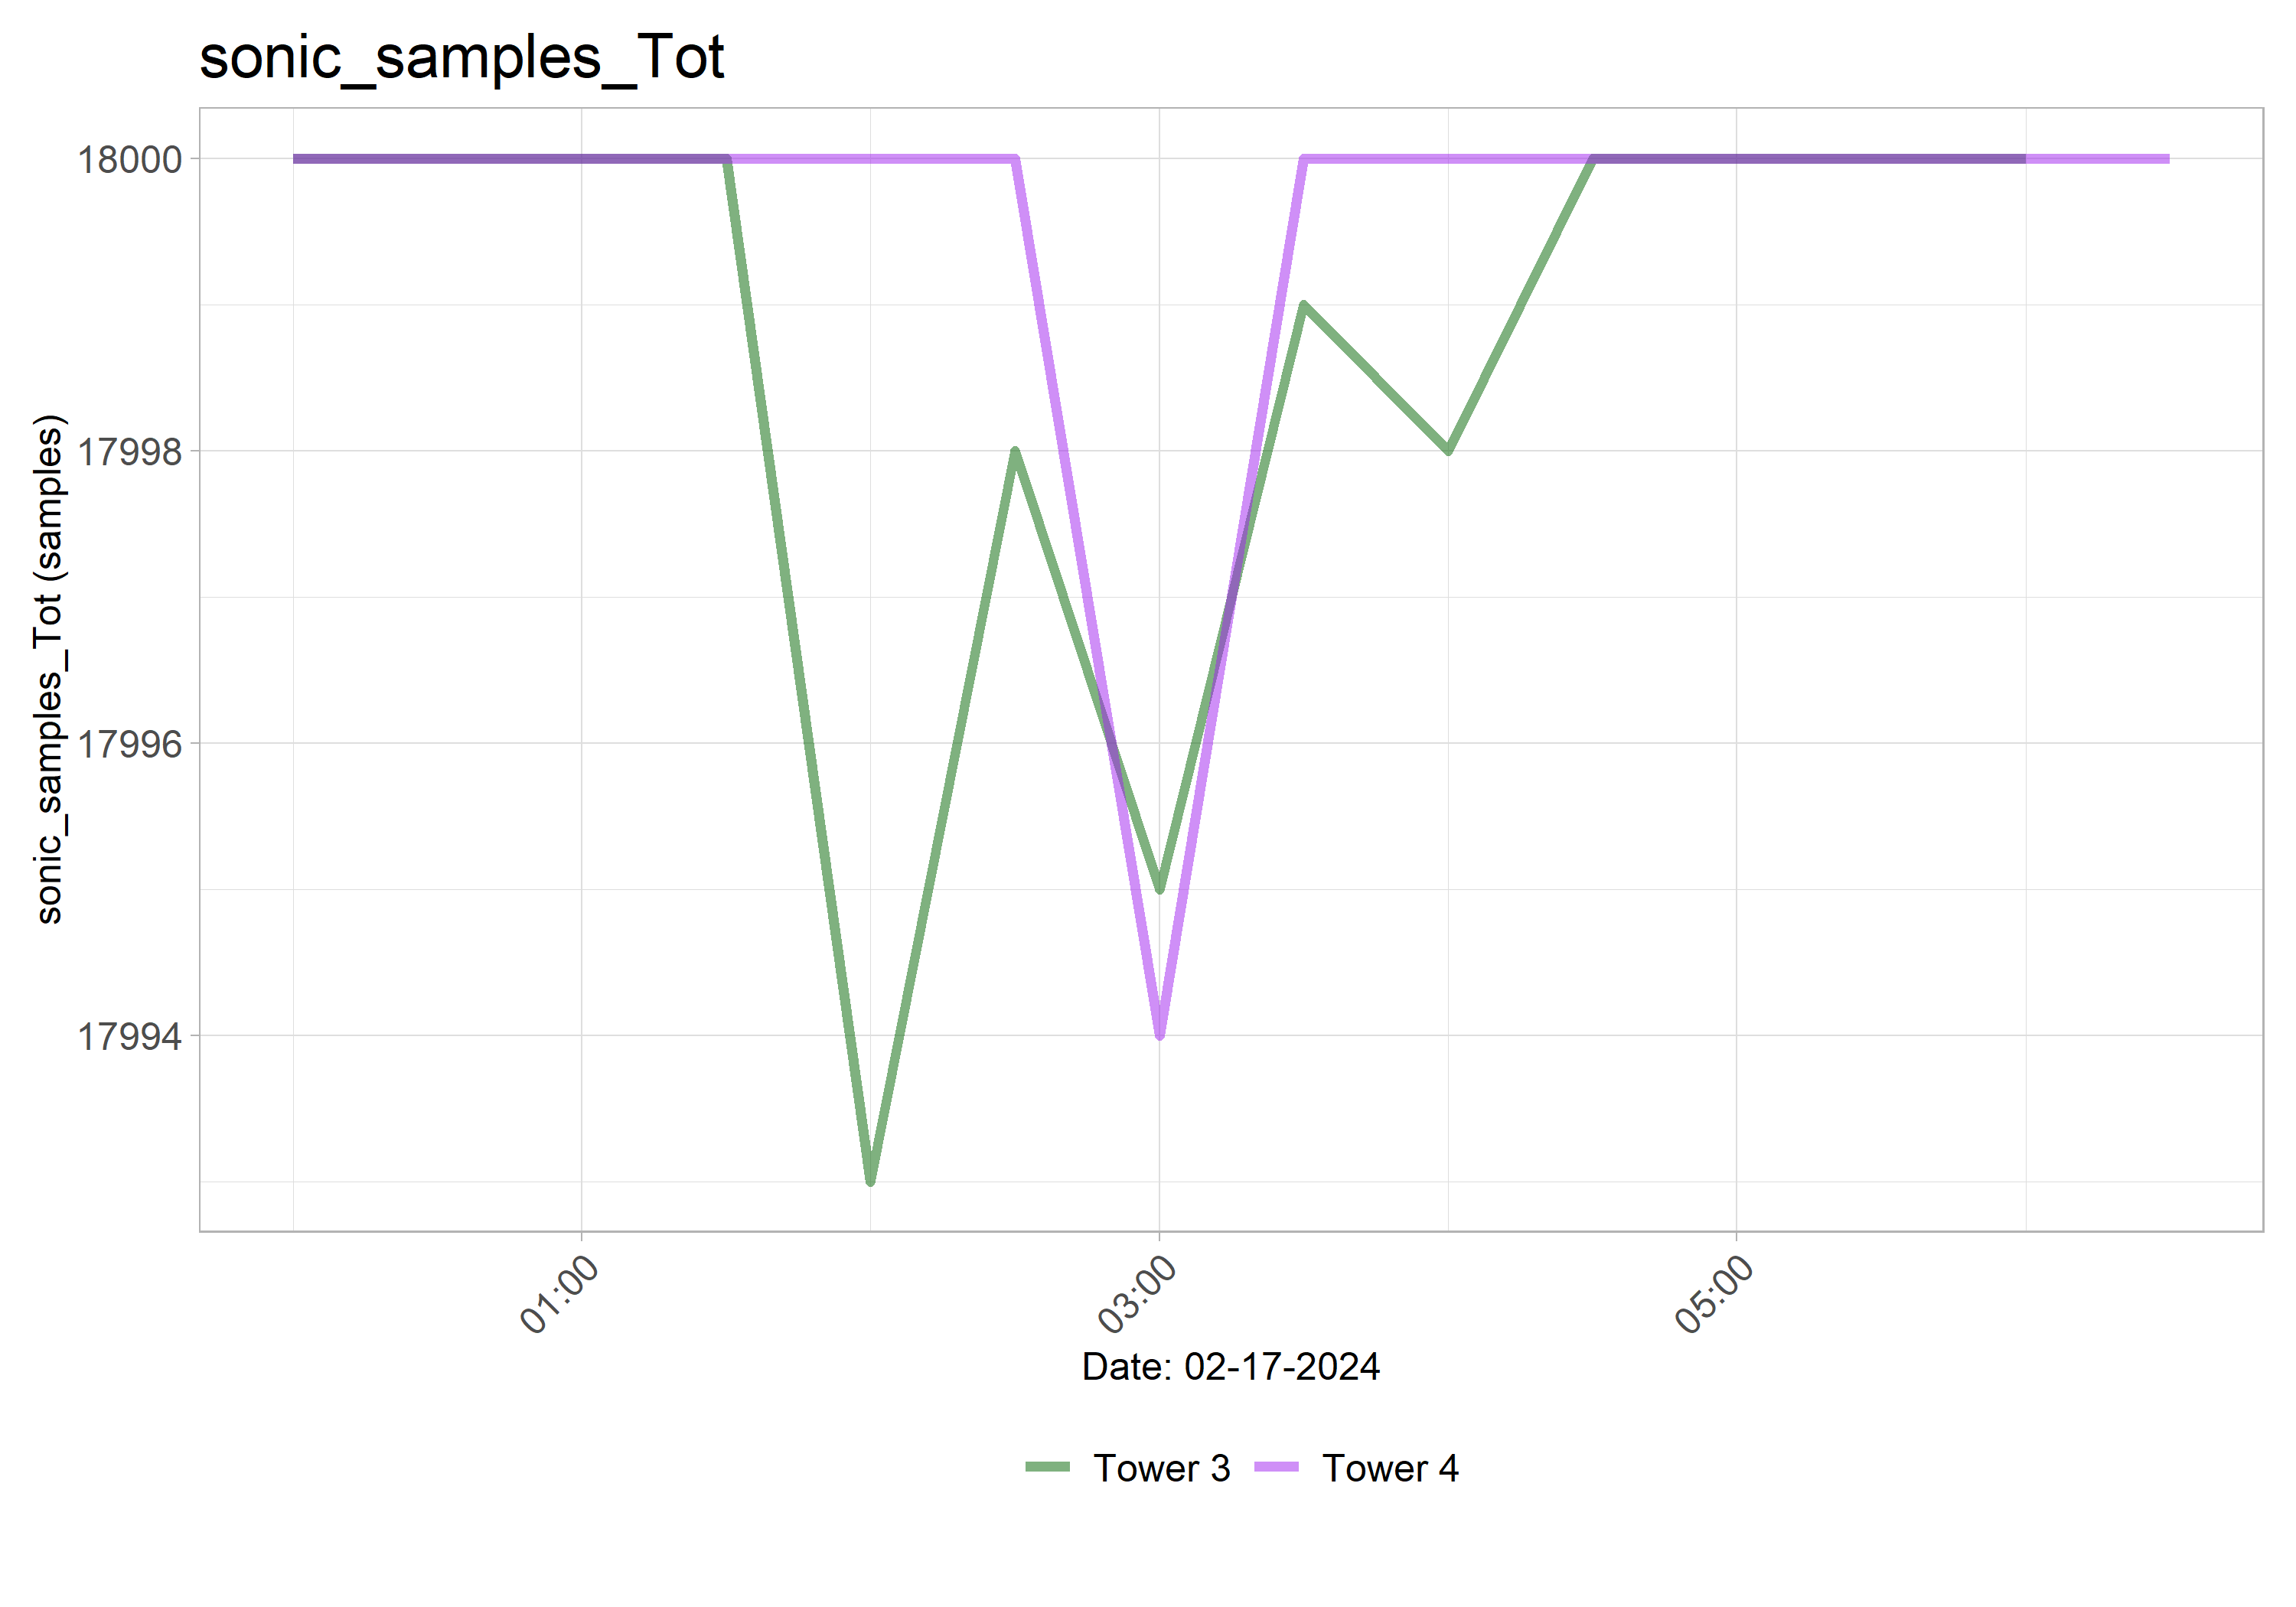 sonic_samples_Tot
sonic_samples_Tot (samples)
18000
17998
17996
17994
01:00
03:00
05:00
Date: 02-17-2024
Tower 3
Tower 4